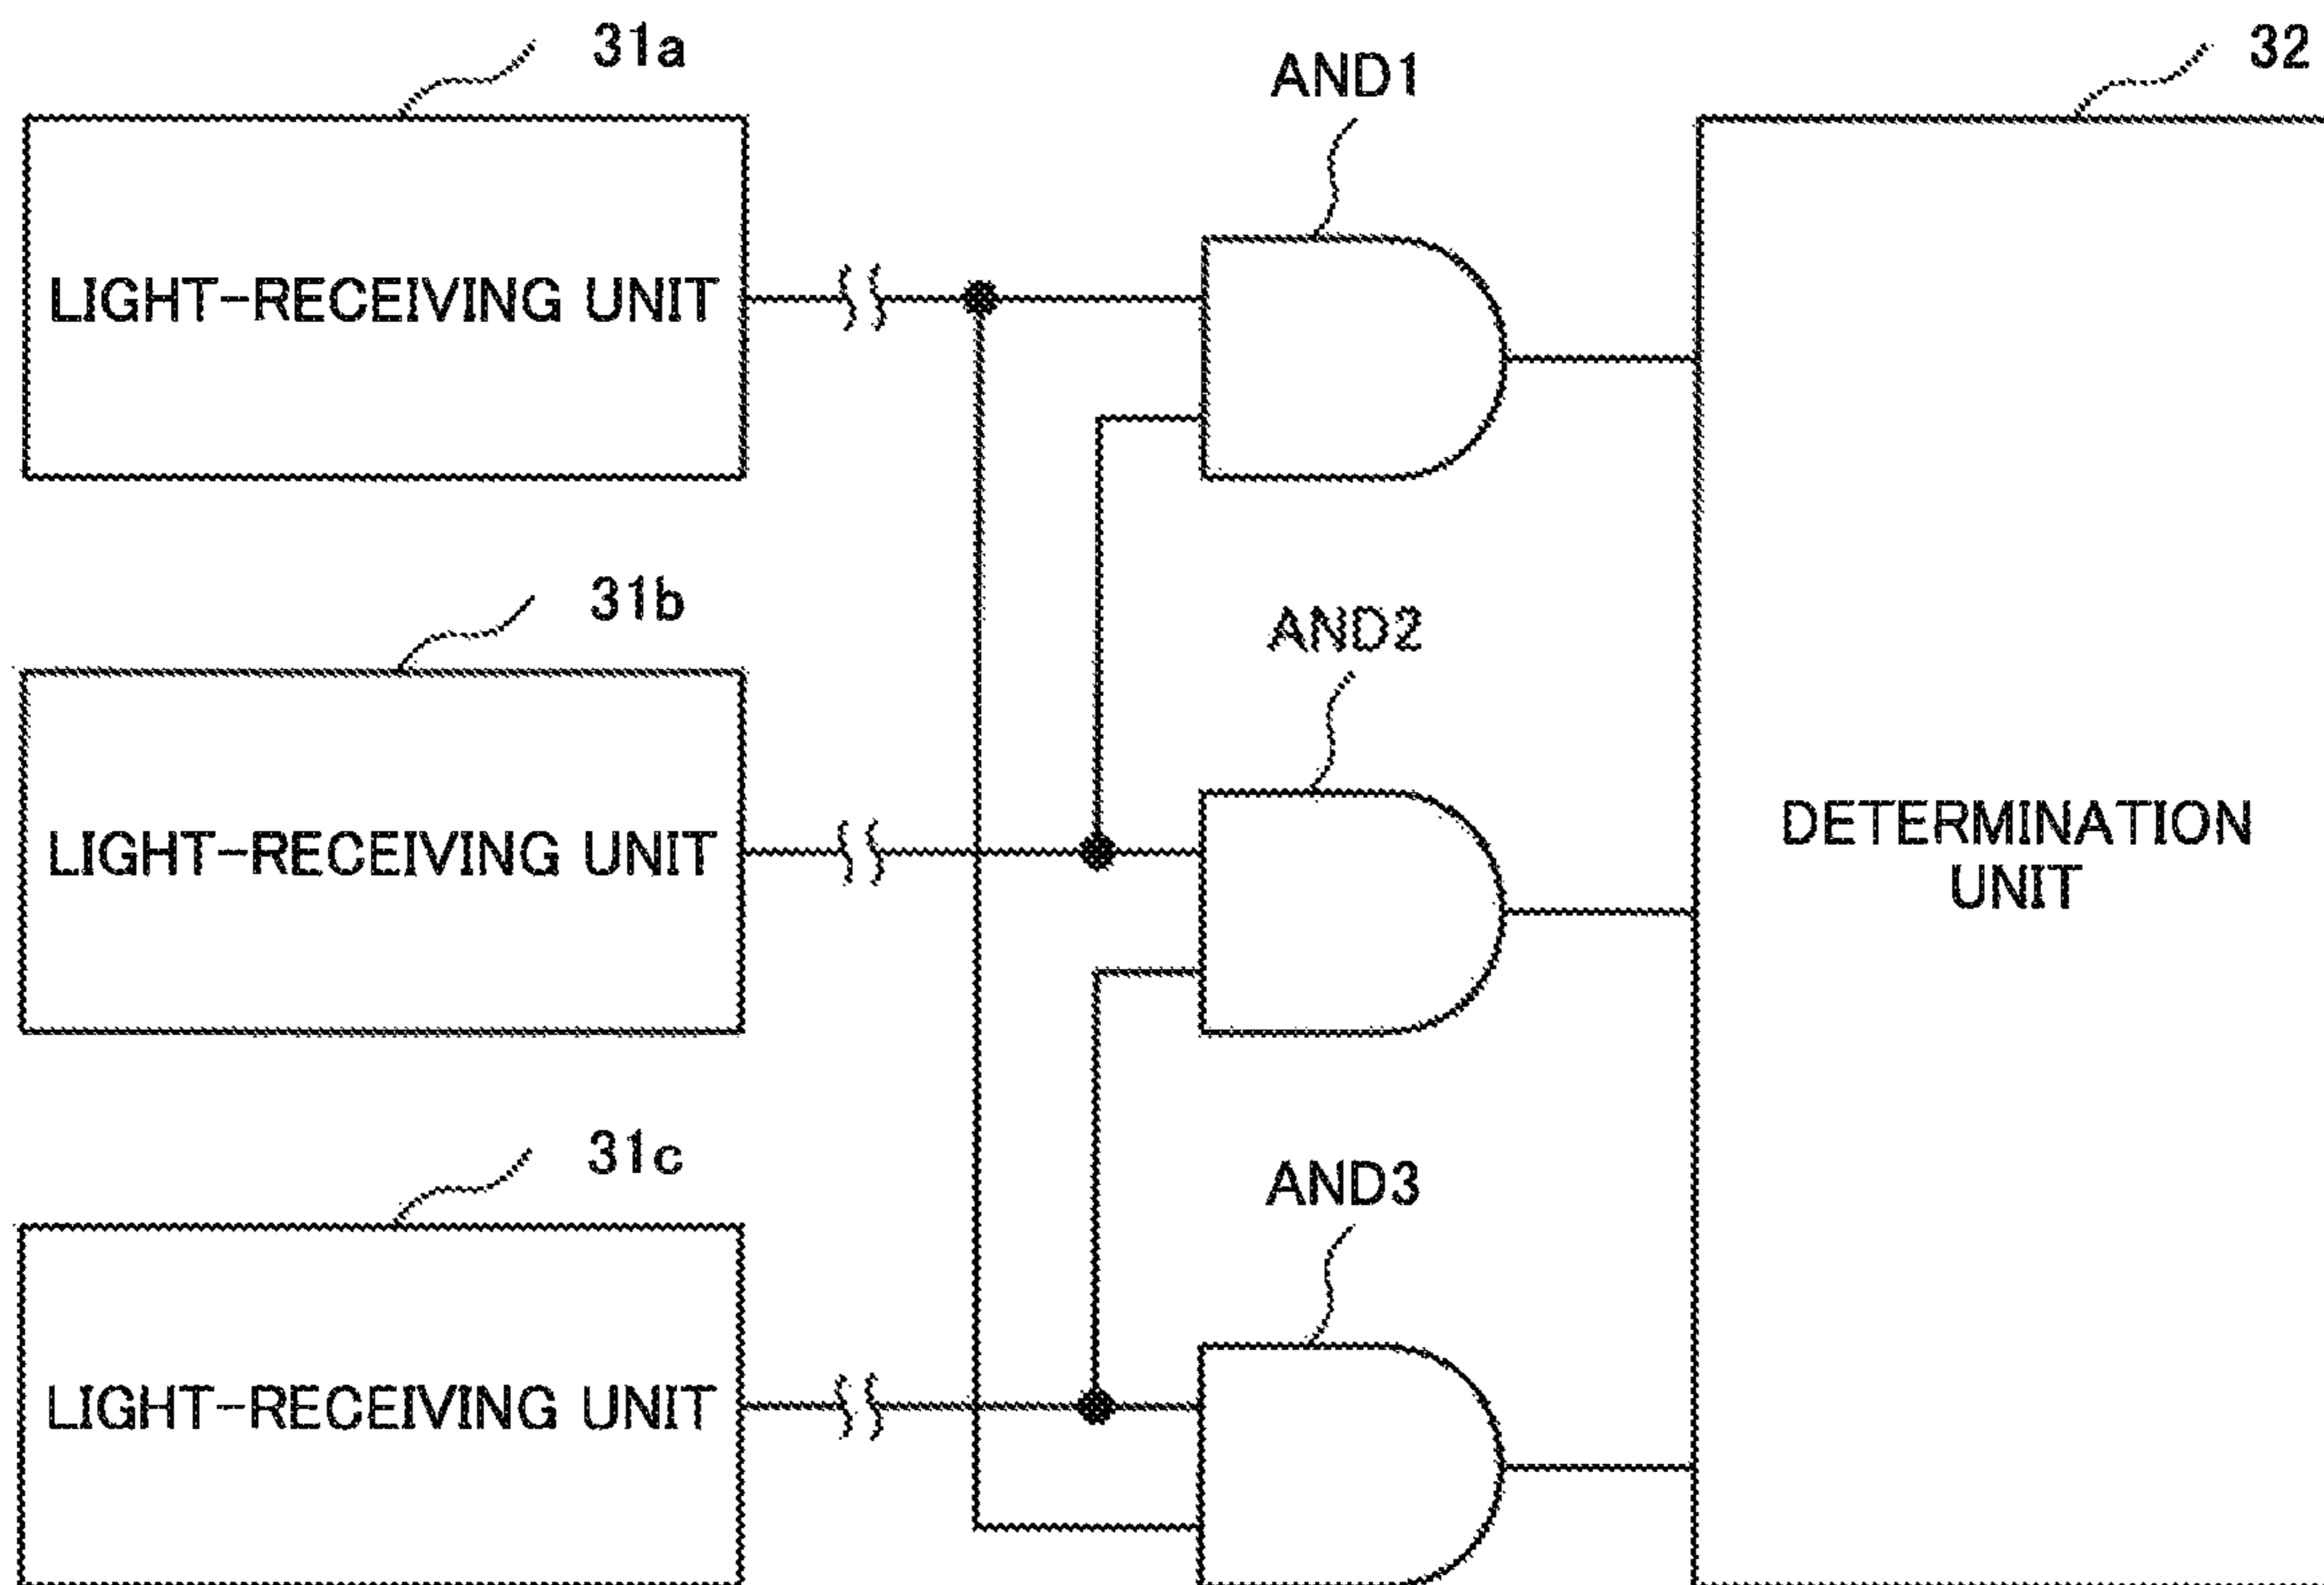 31a
AND1
32
LIGHT-RECEIVING UNIT
31b
AND2
LIGHT-RECEIVING UNIT
DETERMINATION
UNIT
31c
AND3
LIGHT-RECEIVING UNIT